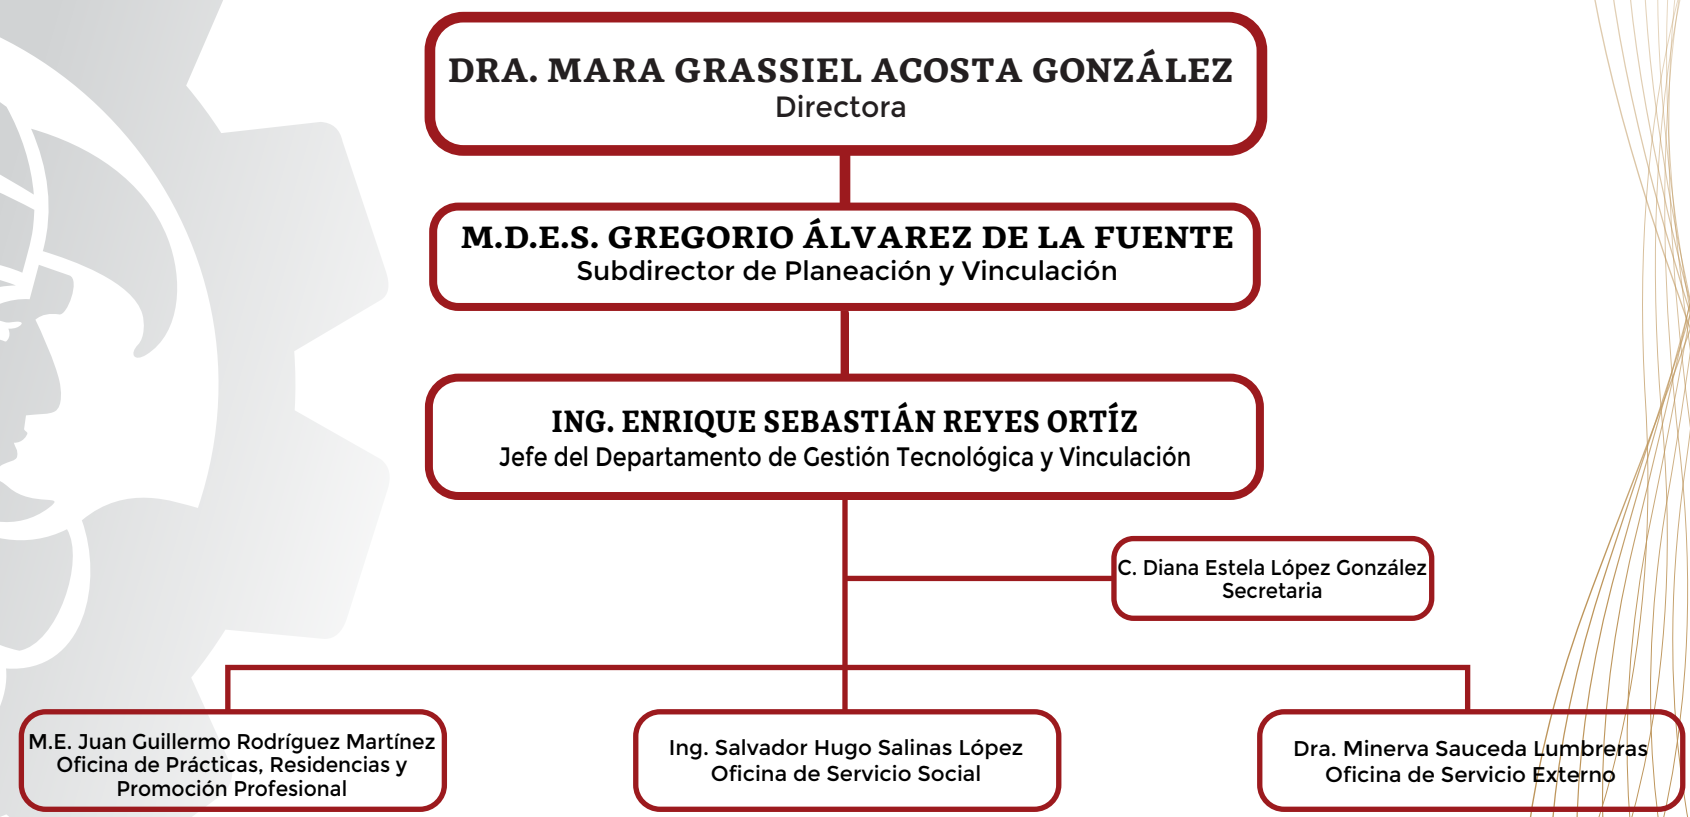 DRA. MARA GRASSIEL ACOSTA GONZÁLEZ
Directora
M.D.E.S. GREGORIO ÁLVAREZ DE LA FUENTE
Subdirector de Planeación y Vinculación
ING. ENRIQUE SEBASTIÁN REYES ORTÍZ
Jefe del Departamento de Gestión Tecnológica y Vinculación
C. Diana Estela López González
Secretaria
M.E. Juan Guillermo Rodríguez Martínez
Oficina de Prácticas, Residencias y
Promoción Profesional
Ing. Salvador Hugo Salinas López
Oficina de Servicio Social
Dra. Minerva Sauceda Lumbreras
Oficina de Servicio Externo